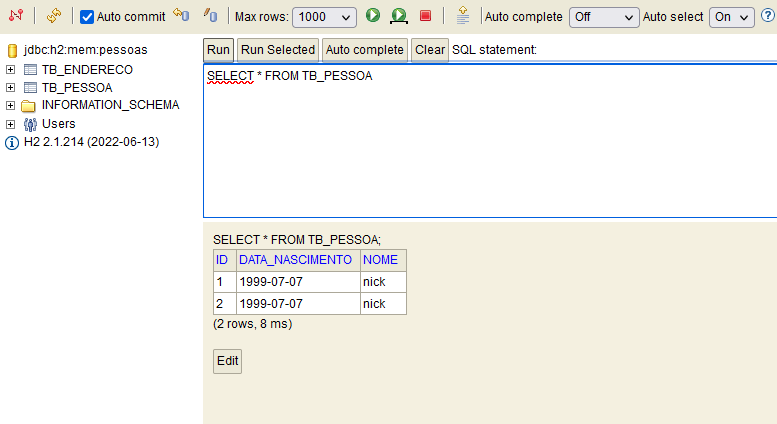 Auto commit Max rows: 1000 Auto complete Off Auto select On
jdbc:h2:mem:pessoas
TB_ENDERECO
TB_PESSOA
INFORMATION_SCHEMA
Users
H2 2.1.214 (2022-06-13)
Run Run Selected Auto complete Clear SQL statement:
SELECT * FROM TB_PESSOA
SELECT * FROM TB_PESSOA;
ID DATA_NASCIMENTO NOME
1 1999-07-07 nick
2 1999-07-07 nick
(2 rows, 8 ms)
Edit